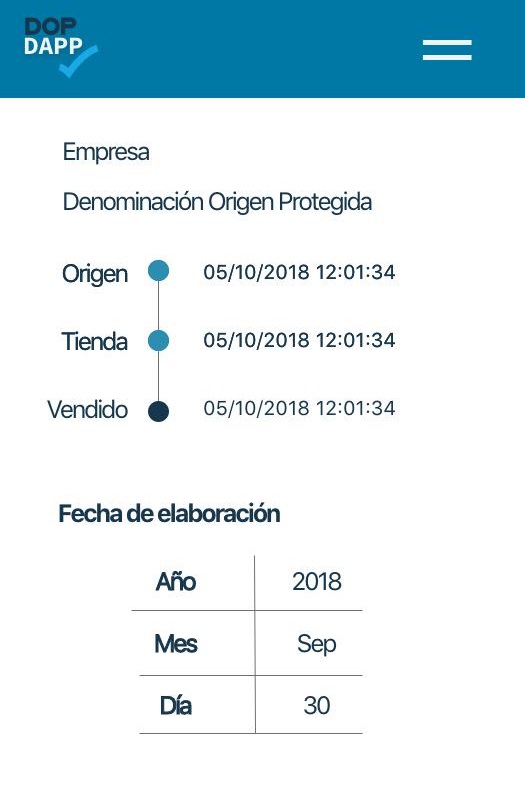 DOP
DAPP
Empresa
Denominación Origen Protegida
Origen 05/10/2018 12:01:34
Tienda 05/10/2018 12:01:34
Vendido 05/10/2018 12:01:34
Fecha de elaboración
Año 2018
Mes Sep
Día 30